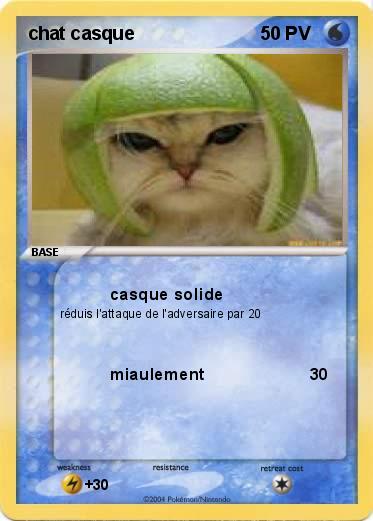 chat casque 50 PV
BASE
casque solide
réduis l'attaque de l'adversaire par 20
miaulement 30
weakness resistance retreat cost
+30
©2004 Pokémon/Nintendo